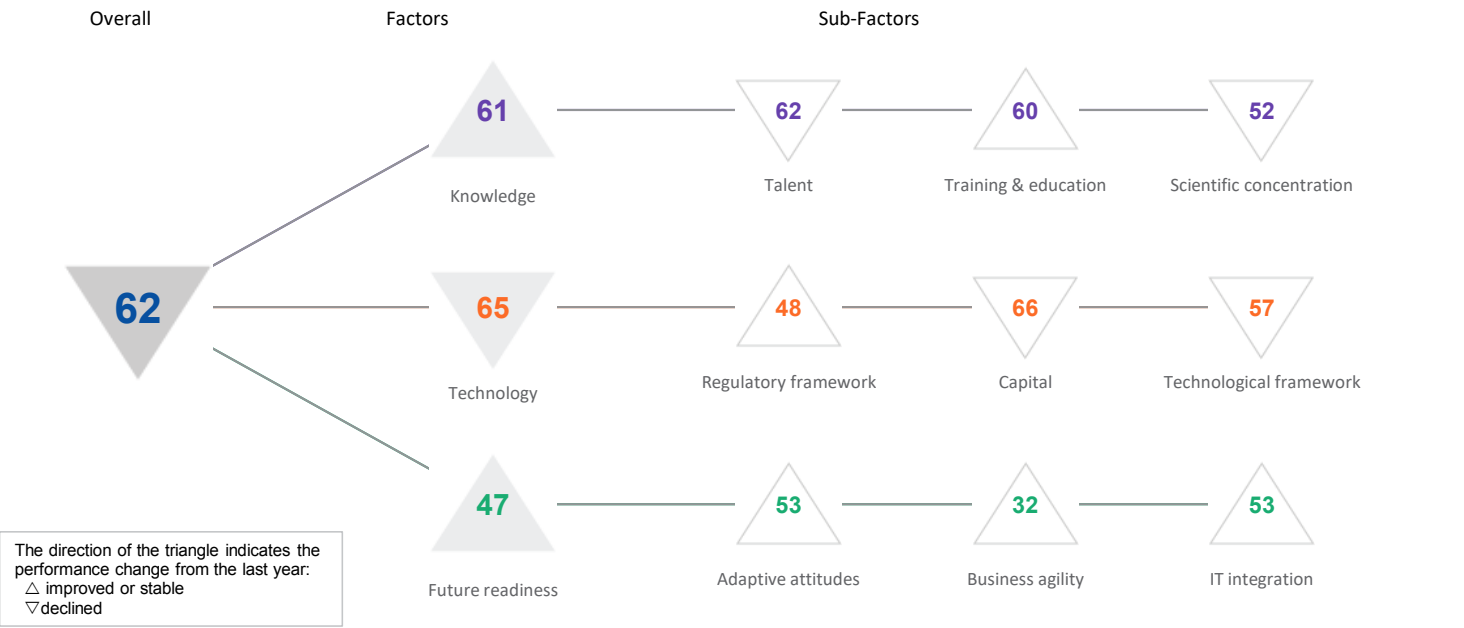 Overall
Factors
Sub-Factors
61
62
60
52
Knowledge
Talent
Training & education
Scientific concentration
62
65
48
66
57
Technology
Regulatory framework
Capital
Technological framework
47
53
32
53
Future readiness
Adaptive attitudes
Business agility
IT integration
The direction of the triangle indicates the
performance change from the last year:
△ improved or stable
▽declined